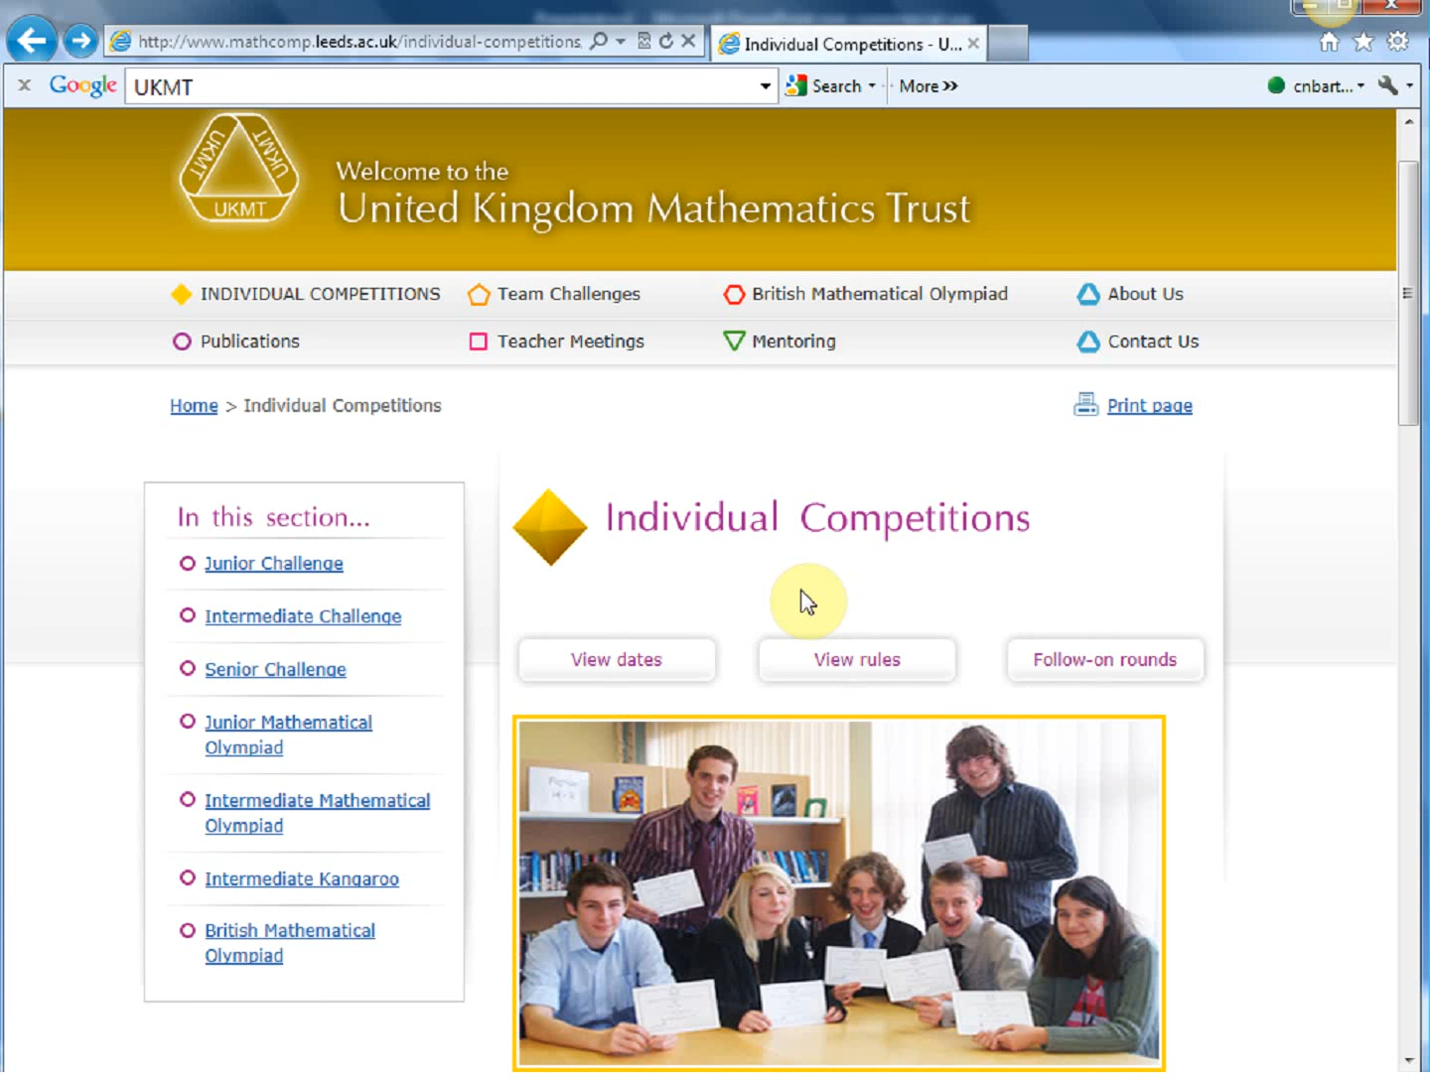 http://www.mathcomp.leeds.ac.uk/individual-competitions,
Individual Competitions - U...
x Google UKMT Search More »
cnbart...
UKMT UKMT
UKMT
Welcome to the
United Kingdom Mathematics Trust
INDIVIDUAL COMPETITIONS Team Challenges British Mathematical Olympiad About Us
Publications Teacher Meetings Mentoring Contact Us
Home > Individual Competitions
Print page
In this section...
Junior Challenge
Intermediate Challenge
Senior Challenge
Junior Mathematical
Olympiad
Intermediate Mathematical
Olympiad
Intermediate Kangaroo
British Mathematical
Olympiad
Individual Competitions
View dates View rules Follow-on rounds